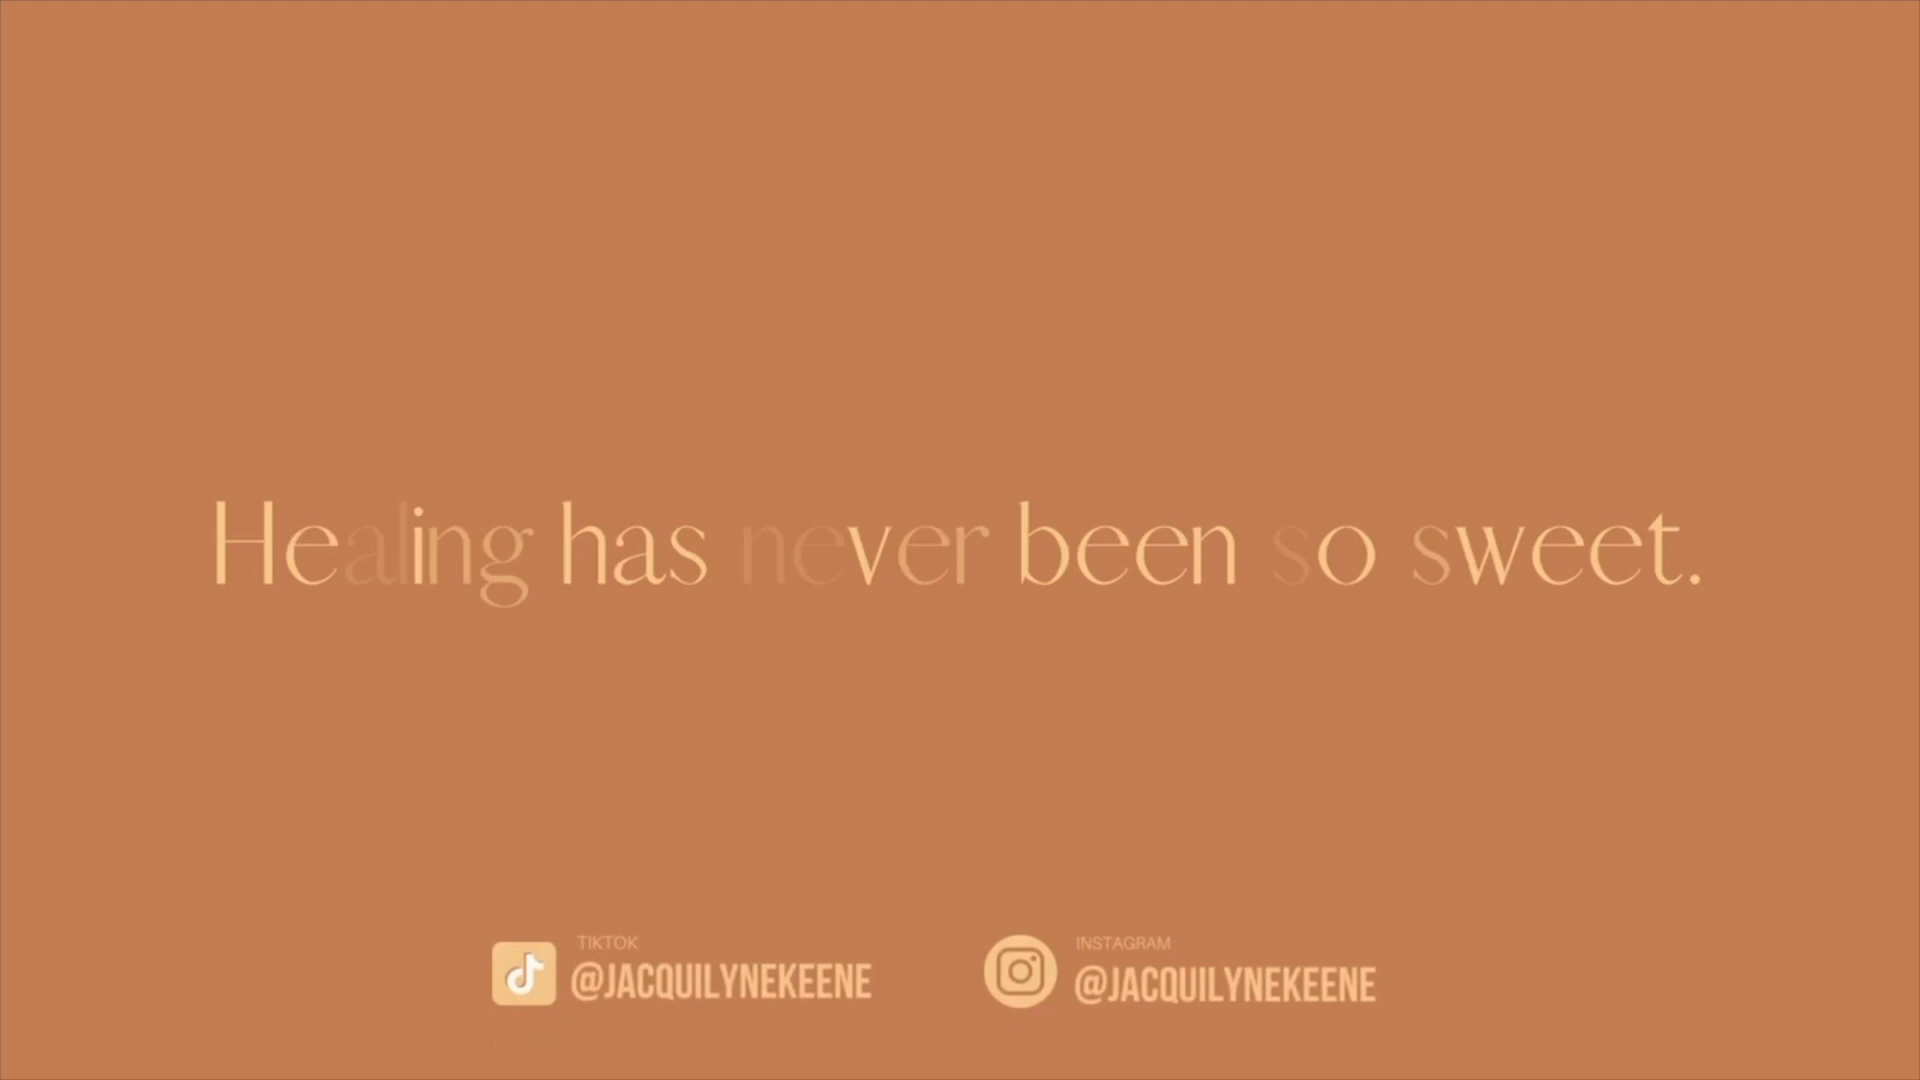 Healing has never been so sweet.
TIKTOK
@JACQUILYNEKEENE
INSTAGRAM
@JACQUILYNEKEENE